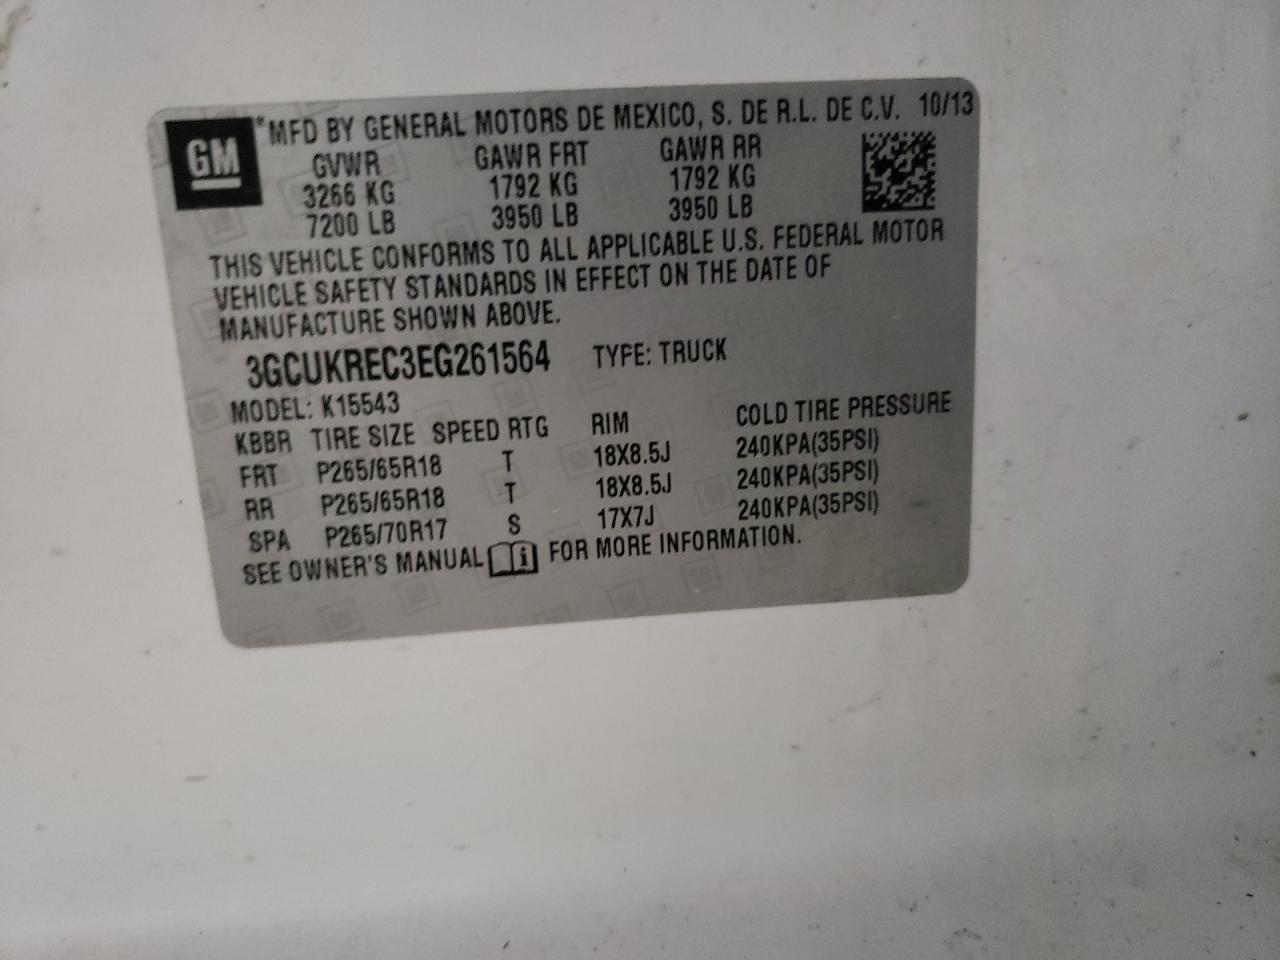 GM
MFD BY GENERAL MOTORS DE MEXICO, S. DE R.L. DE C.V. 10/13
GVWR GAWR FRT GAWR RR
3266 KG 1792 KG 1792 KG
7200 LB 3950 LB 3950 LB
THIS VEHICLE CONFORMS TO ALL APPLICABLE U.S. FEDERAL MOTOR
VEHICLE SAFETY STANDARDS IN EFFECT ON THE DATE OF
MANUFACTURE SHOWN ABOVE.
3GCUKREC3EG261564 TYPE: TRUCK
MODEL: K15543
KBBR TIRE SIZE SPEED RTG RIM COLD TIRE PRESSURE
FRT P265/65R18 T 18X8.5J 240KPA(35PSI)
RR P265/65R18 T 18X8.5J 240KPA(35PSI)
SPA P265/70R17 S 17X7J 240KPA(35PSI)
SEE OWNER'S MANUAL i FOR MORE INFORMATION.